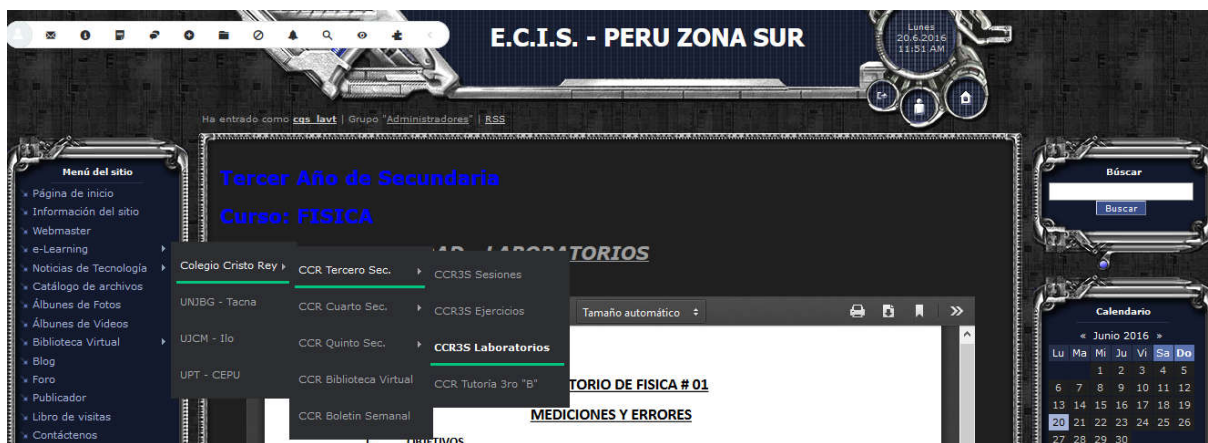 E.C.I.S. - PERU ZONA SUR
Lunes
20.6.2016
11:51 AM
Ha entrado como cqs_lavt | Grupo "Administradores" | RSS
Menú del sitio
Página de inicio
Información del sitio
Webmaster
e-Learning
Noticias de Tecnología
Catálogo de archivos
Álbunes de Fotos
Álbunes de Videos
Biblioteca Virtual
Blog
Foro
Publicador
Libro de visitas
Contáctenos
Colegio Cristo Rey
UNJBG - Tacna
UJCM - Ilo
UPT - CEPU
CCR Tercero Sec.
CCR Cuarto Sec.
CCR Quinto Sec.
CCR Biblioteca Virtual
CCR Boletin Semanal
CCR3S Sesiones
CCR3S Ejercicios
CCR3S Laboratorios
CCR Tutoría 3ro "B"
Tercer Año de Secundaria
Curso: FISICA
LABORATORIOS
Tamaño automático
TORIO DE FISICA # 01
MEDICIONES Y ERRORES
OBJETIVOS
Búscar
Buscar
Calendario
« Junio 2016 »
Lu Ma Mi Ju Vi Sa Do
1 2 3 4 5
6 7 8 9 10 11 12
13 14 15 16 17 18 19
20 21 22 23 24 25 26
27 28 29 30